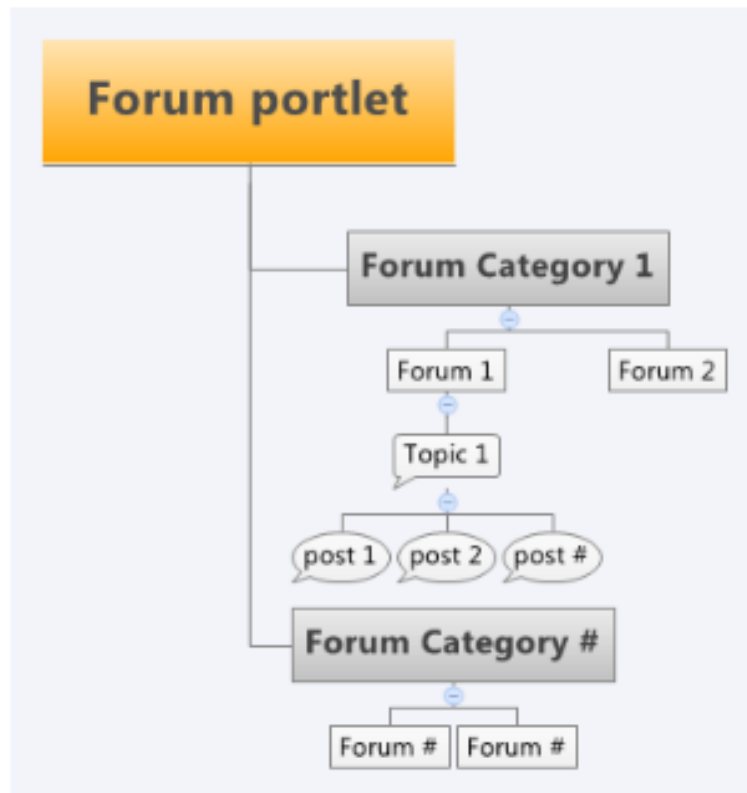 Forum portlet
Forum Category 1
Forum 1
Forum 2
Topic 1
post 1
post 2
post #
Forum Category #
Forum #
Forum #